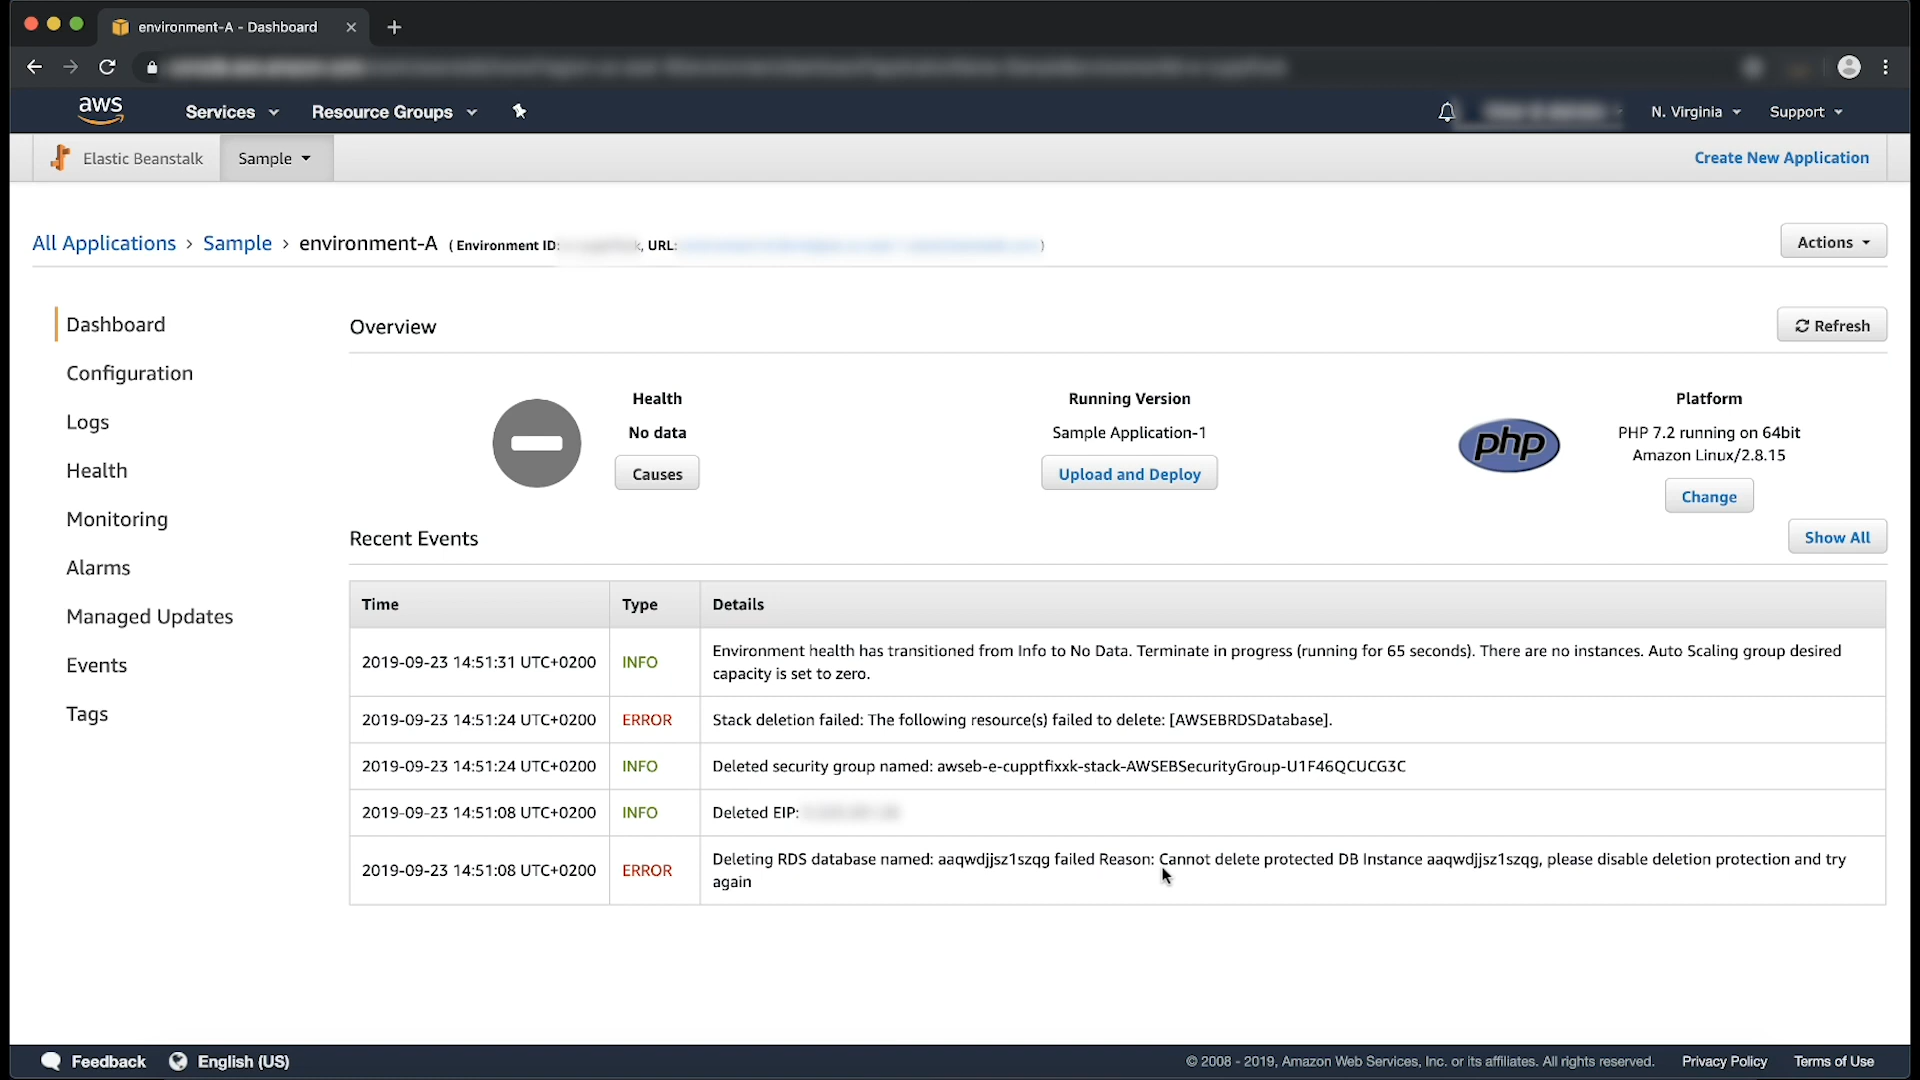 environment-A - Dashboard
aws Services Resource Groups N. Virginia Support
Elastic Beanstalk Sample Create New Application
All Applications › Sample › environment-A ( Environment ID: , URL: )
Actions
Dashboard
Configuration
Logs
Health
Monitoring
Alarms
Managed Updates
Events
Tags
Overview
Refresh
Health
No data
Causes
Running Version
Sample Application-1
Upload and Deploy
php
Platform
PHP 7.2 running on 64bit
Amazon Linux/2.8.15
Change
Recent Events
Show All
Time Type Details
2019-09-23 14:51:31 UTC+0200 INFO Environment health has transitioned from Info to No Data. Terminate in progress (running for 65 seconds). There are no instances. Auto Scaling group desired
capacity is set to zero.
2019-09-23 14:51:24 UTC+0200 ERROR Stack deletion failed: The following resource(s) failed to delete: [AWSEBRDSDatabase].
2019-09-23 14:51:24 UTC+0200 INFO Deleted security group named: awseb-e-cupptfixxk-stack-AWSEBSecurityGroup-U1F46QCUCG3C
2019-09-23 14:51:08 UTC+0200 INFO Deleted EIP:
2019-09-23 14:51:08 UTC+0200 ERROR Deleting RDS database named: aaqwdjjsz1szqg failed Reason: Cannot delete protected DB Instance aaqwdjjsz1szqg, please disable deletion protection and try
again
Feedback English (US) © 2008 - 2019, Amazon Web Services, Inc. or its affiliates. All rights reserved. Privacy Policy Terms of Use